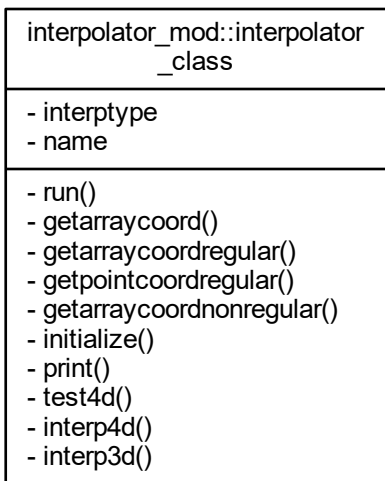 interpolator_mod::interpolator
_class
- interptype
- name
- run()
- getarraycoord()
- getarraycoordregular()
- getpointcoordregular()
- getarraycoordnonregular()
- initialize()
- print()
- test4d()
- interp4d()
- interp3d()